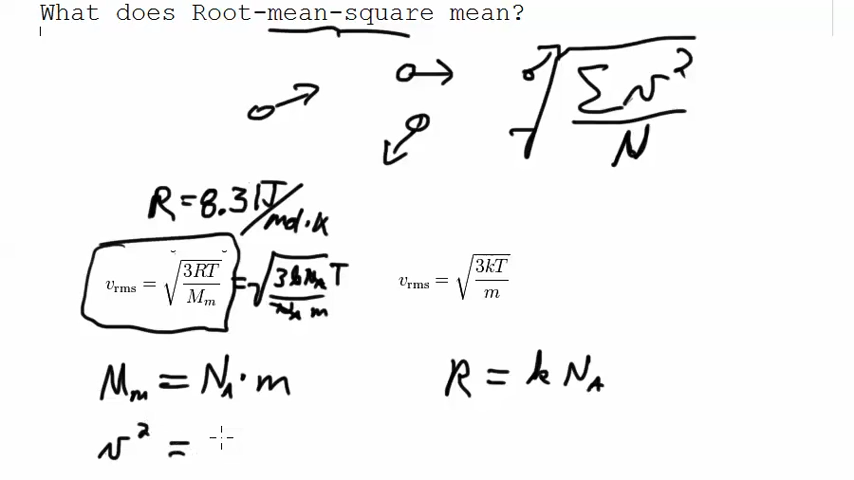 What does Root-mean-square mean?
√(Σv²/N)
R=8.31J/mol·K
v_rms = √(3RT/M_m) = √(3kN_A T/N_A m)
v_rms = √(3kT/m)
M_m = N_A · m
R = k N_A
v² =